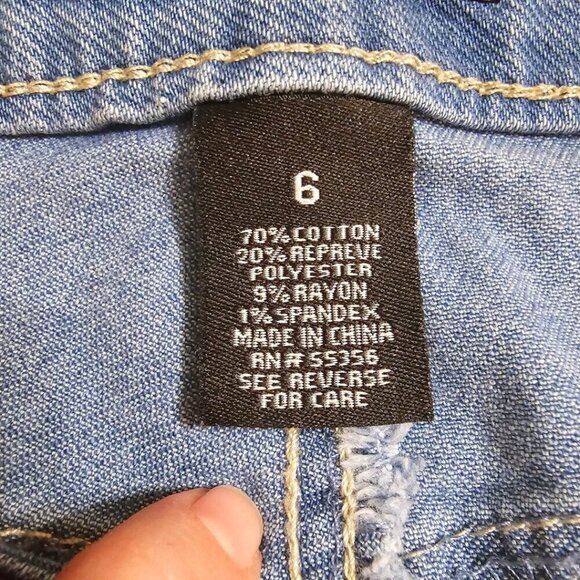 6
70% COTTON
20% REPREVE
POLYESTER
9% RAYON
1% SPANDEX
MADE IN CHINA
RN# 55356
SEE REVERSE
FOR CARE